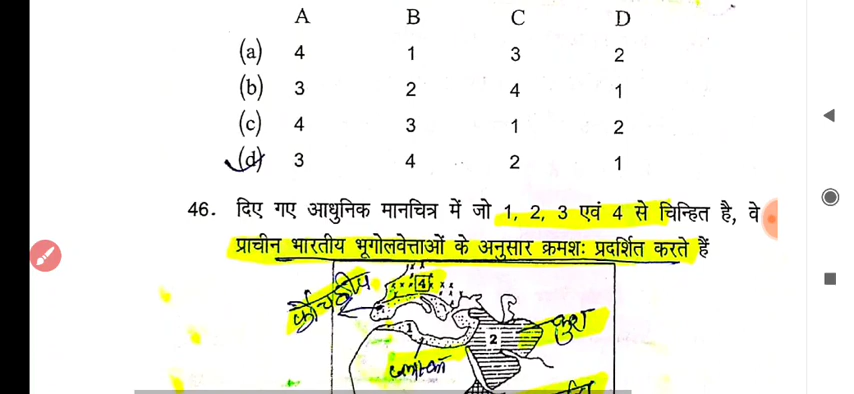 A B C D
(a) 4 1 3 2
(b) 3 2 4 1
(c) 4 3 1 2
(d) 3 4 2 1
46. दिए गए आधुनिक मानचित्र में जो 1, 2, 3 एवं 4 से चिन्हित है, वे
प्राचीन भारतीय भूगोलवेत्ताओं के अनुसार क्रमशः प्रदर्शित करते हैं
4
क्रौंचद्वीप
1
2
कुश